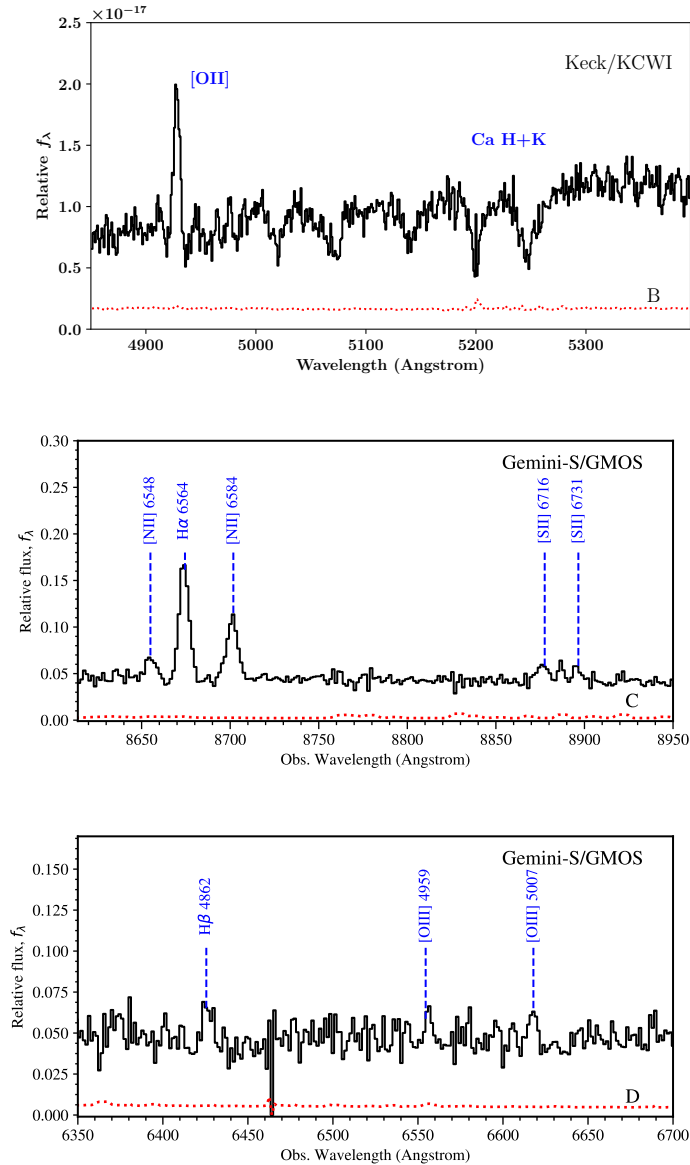 ×10⁻¹⁷
2.5
2.0
1.5
1.0
0.5
0.0
Relative fλ
[OII]
Keck/KCWI
Ca H+K
B
4900 5000 5100 5200 5300
Wavelength (Angstrom)
0.30
0.25
0.20
0.15
0.10
0.05
0.00
Relative flux, fλ
Gemini-S/GMOS
[NII] 6548
Hα 6564
[NII] 6584
[SII] 6716
[SII] 6731
C
8650 8700 8750 8800 8850 8900 8950
Obs. Wavelength (Angstrom)
0.150
0.125
0.100
0.075
0.050
0.025
0.000
Relative flux, fλ
Gemini-S/GMOS
Hβ 4862
[OIII] 4959
[OIII] 5007
D
6350 6400 6450 6500 6550 6600 6650 6700
Obs. Wavelength (Angstrom)